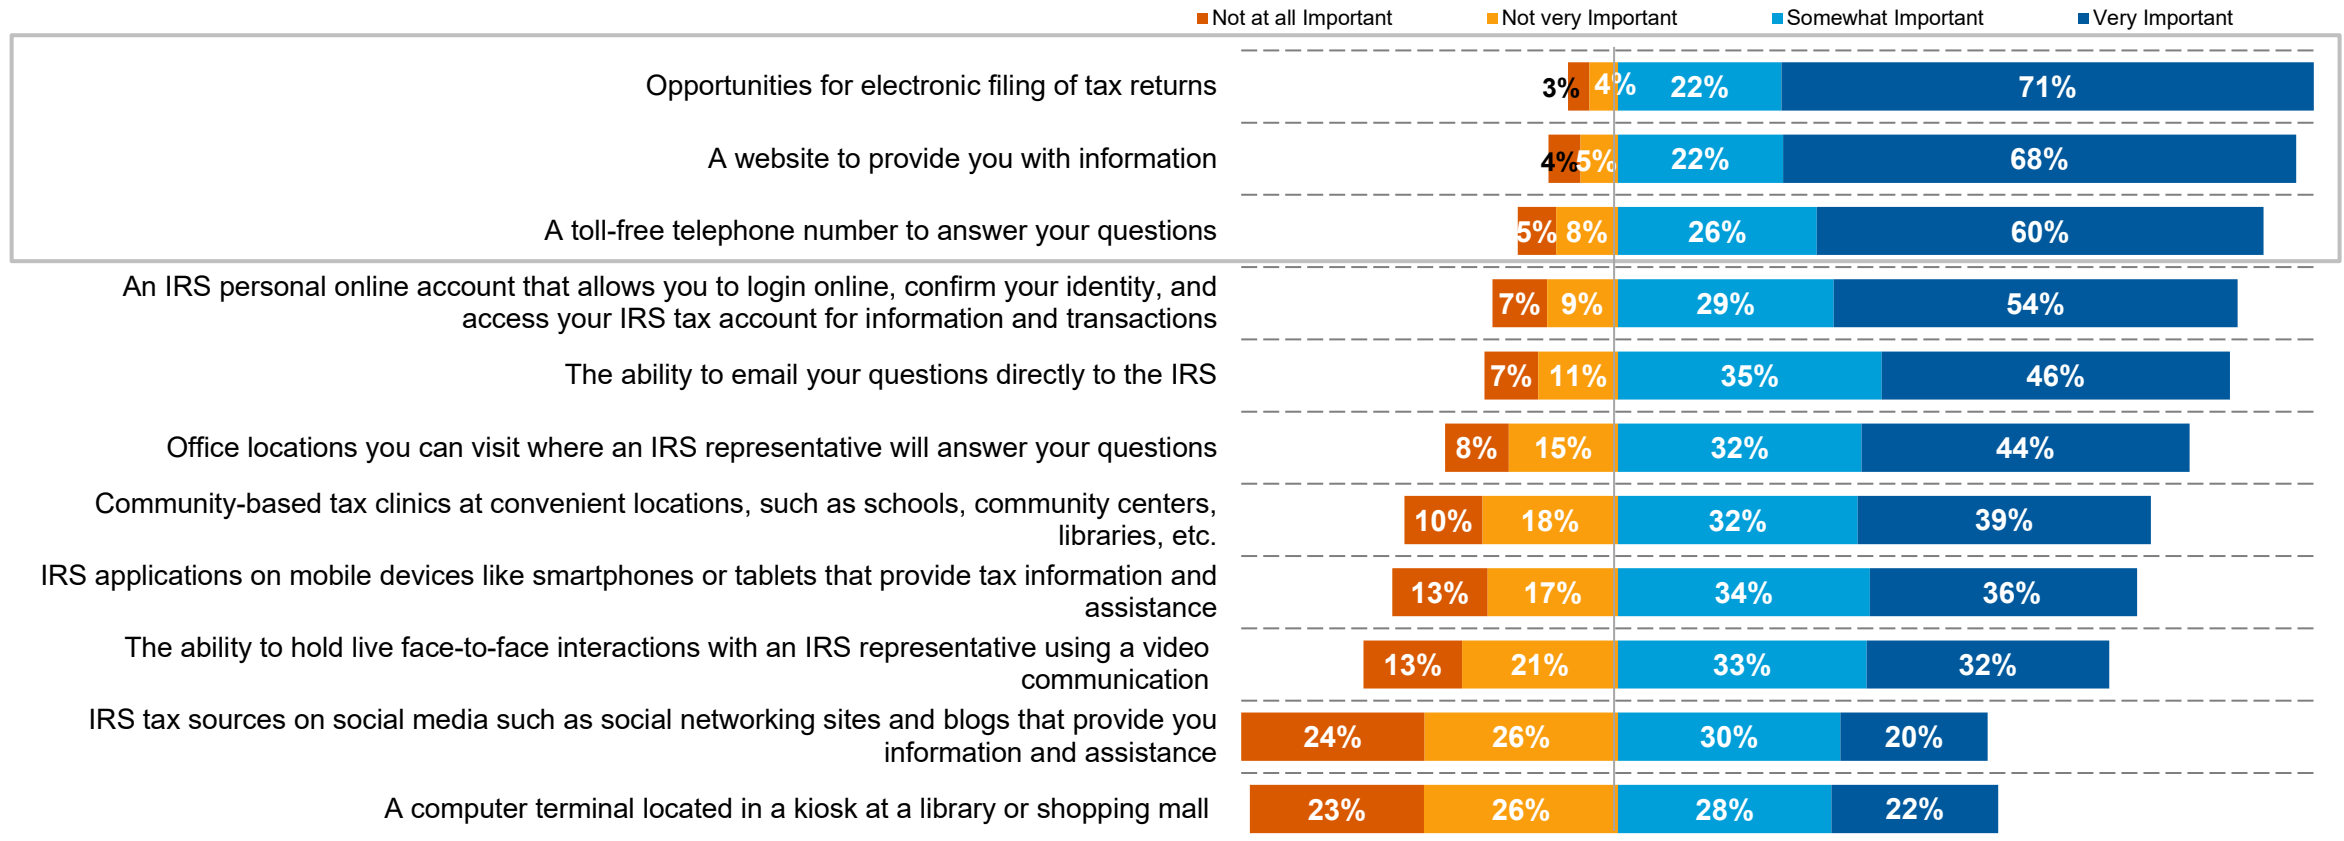 Not at all Important Not very Important Somewhat Important Very Important
Opportunities for electronic filing of tax returns 3% 4% 22% 71%
A website to provide you with information 4% 5% 22% 68%
A toll-free telephone number to answer your questions 5% 8% 26% 60%
An IRS personal online account that allows you to login online, confirm your identity, and
access your IRS tax account for information and transactions
7% 9% 29% 54%
The ability to email your questions directly to the IRS 7% 11% 35% 46%
Office locations you can visit where an IRS representative will answer your questions 8% 15% 32% 44%
Community-based tax clinics at convenient locations, such as schools, community centers,
libraries, etc.
10% 18% 32% 39%
IRS applications on mobile devices like smartphones or tablets that provide tax information and
assistance
13% 17% 34% 36%
The ability to hold live face-to-face interactions with an IRS representative using a video
communication
13% 21% 33% 32%
IRS tax sources on social media such as social networking sites and blogs that provide you
information and assistance
24% 26% 30% 20%
A computer terminal located in a kiosk at a library or shopping mall 23% 26% 28% 22%